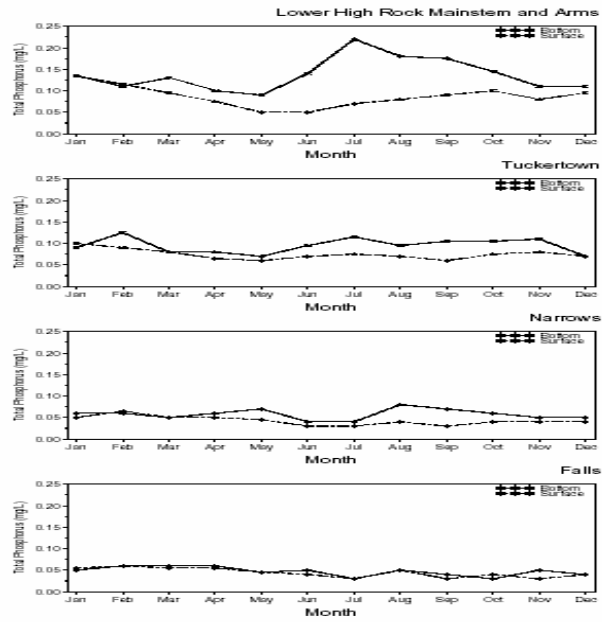 Lower High Rock Mainstem and Arms
Bottom
Surface
Total Phosphorus (mg/L)
0.25
0.20
0.15
0.10
0.05
0.00
Jan Feb Mar Apr May Jun Jul Aug Sep Oct Nov Dec
Month
Tuckertown
Bottom
Surface
Total Phosphorus (mg/L)
0.25
0.20
0.15
0.10
0.05
0.00
Jan Feb Mar Apr May Jun Jul Aug Sep Oct Nov Dec
Month
Narrows
Bottom
Surface
Total Phosphorus (mg/L)
0.25
0.20
0.15
0.10
0.05
0.00
Jan Feb Mar Apr May Jun Jul Aug Sep Oct Nov Dec
Month
Falls
Bottom
Surface
Total Phosphorus (mg/L)
0.25
0.20
0.15
0.10
0.05
0.00
Jan Feb Mar Apr May Jun Jul Aug Sep Oct Nov Dec
Month